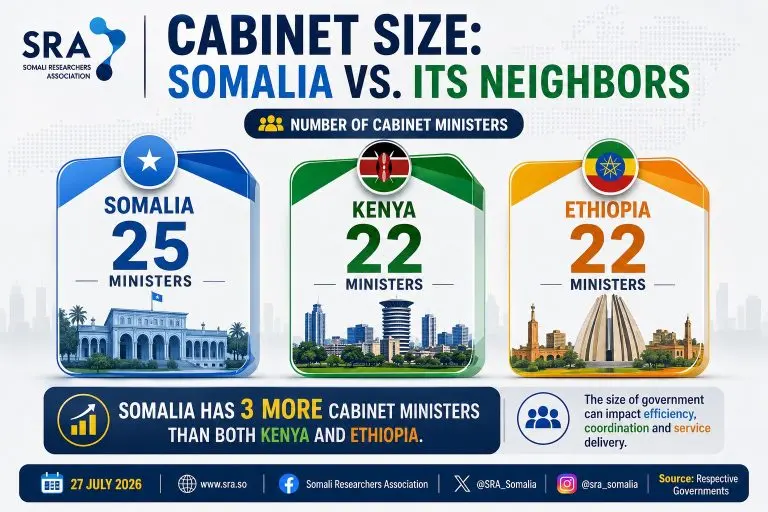 SRA
SOMALI RESEARCHERS
ASSOCIATION
CABINET SIZE:
SOMALIA VS. ITS NEIGHBORS
NUMBER OF CABINET MINISTERS
SOMALIA
25
MINISTERS
KENYA
22
MINISTERS
ETHIOPIA
22
MINISTERS
SOMALIA HAS 3 MORE CABINET MINISTERS
THAN BOTH KENYA AND ETHIOPIA.
The size of government
can impact efficiency,
coordination and service
delivery.
27 JULY 2026
www.sra.so
Somali Researchers Association
@SRA_Somalia
@sra_somalia
Source: Respective
Governments